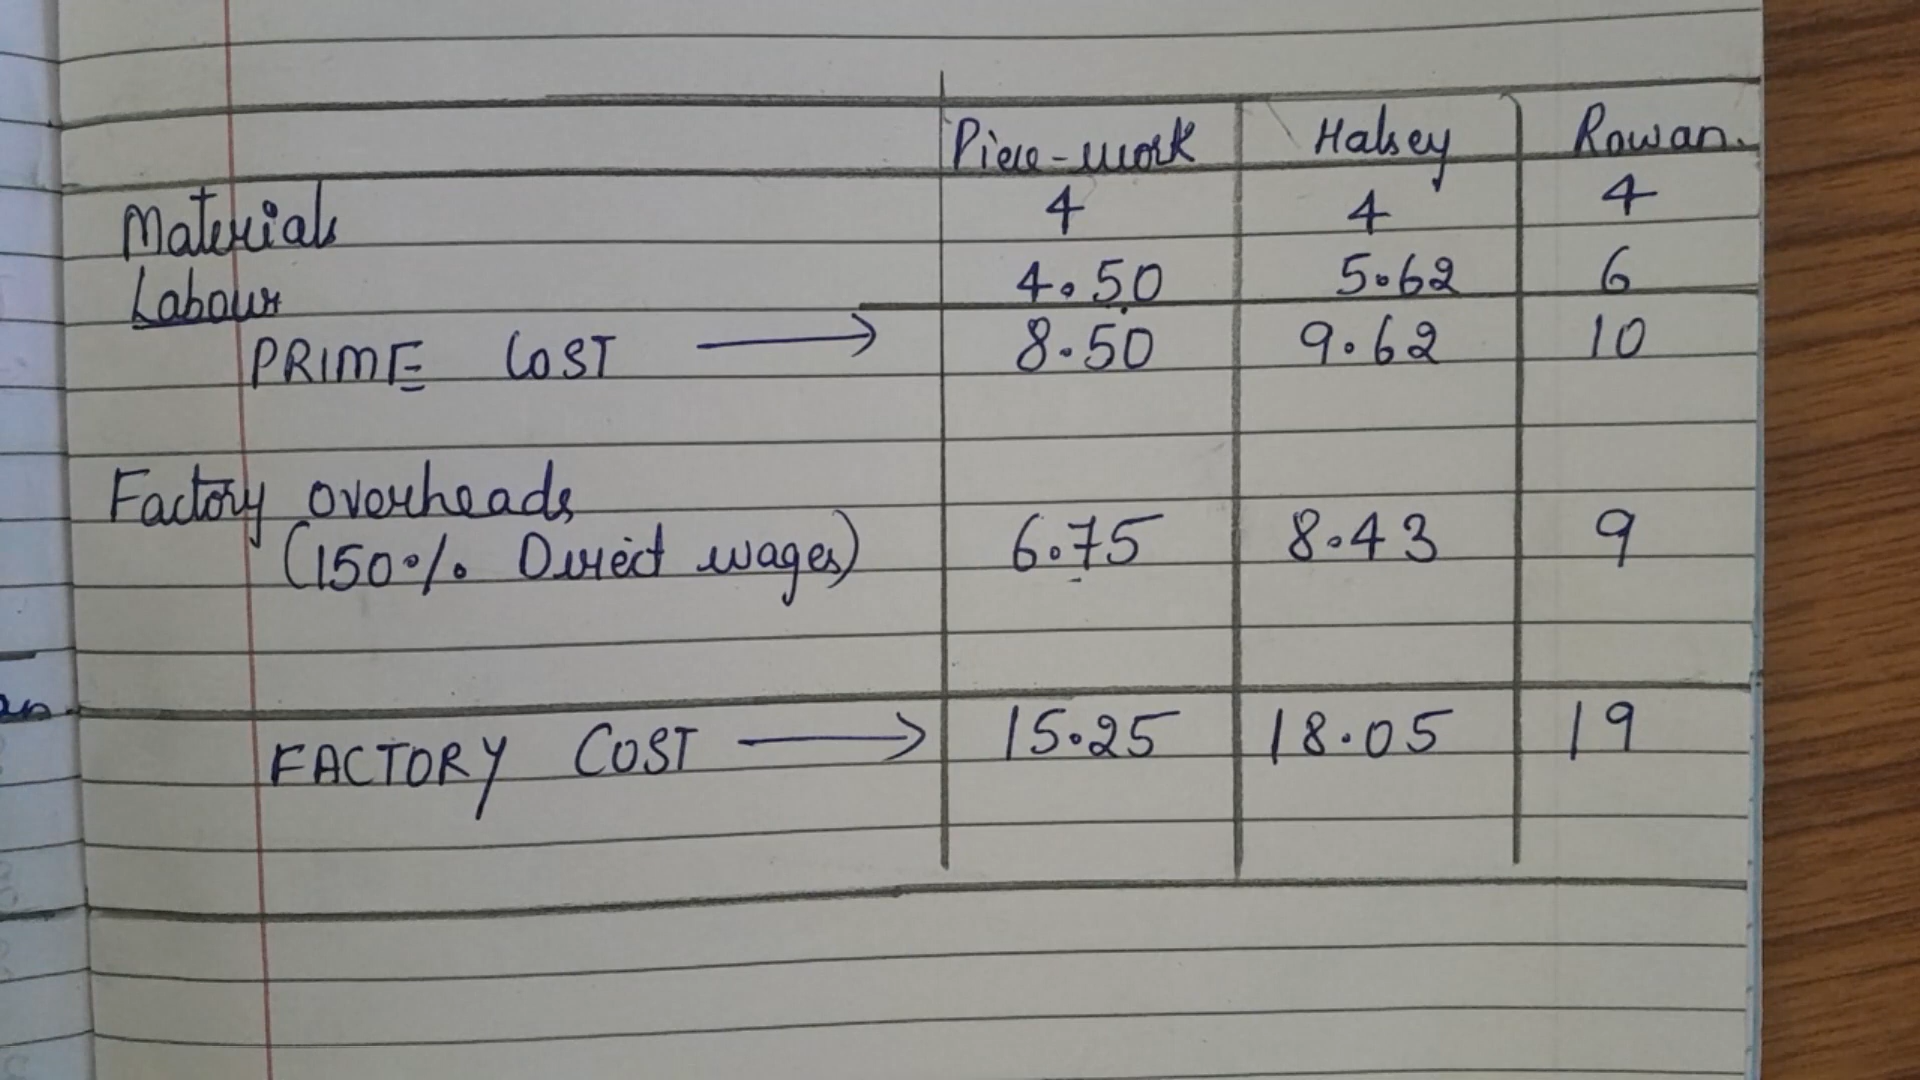 Piece-work Halsey Rowan.
Materials 4 4 4
Labour 4.50 5.62 6
PRIME COST → 8.50 9.62 10
Factory overheads
(150% Direct wages) 6.75 8.43 9
FACTORY COST → 15.25 18.05 19